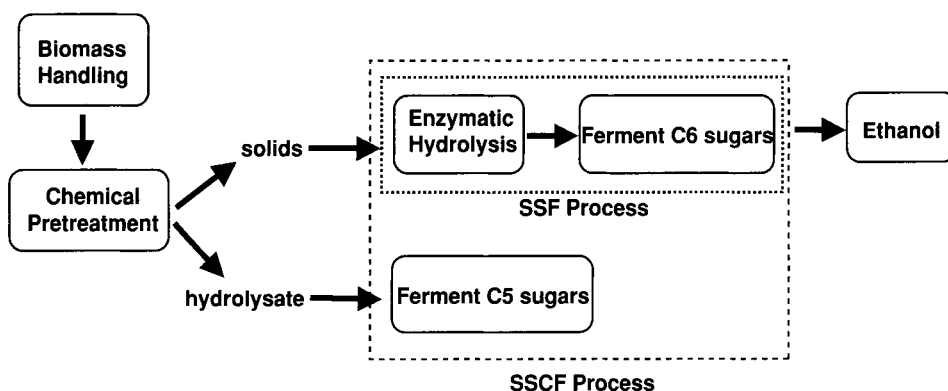 Biomass
Handling
Chemical
Pretreatment
solids
hydrolysate
Enzymatic
Hydrolysis
Ferment C6 sugars
SSF Process
Ferment C5 sugars
SSCF Process
Ethanol